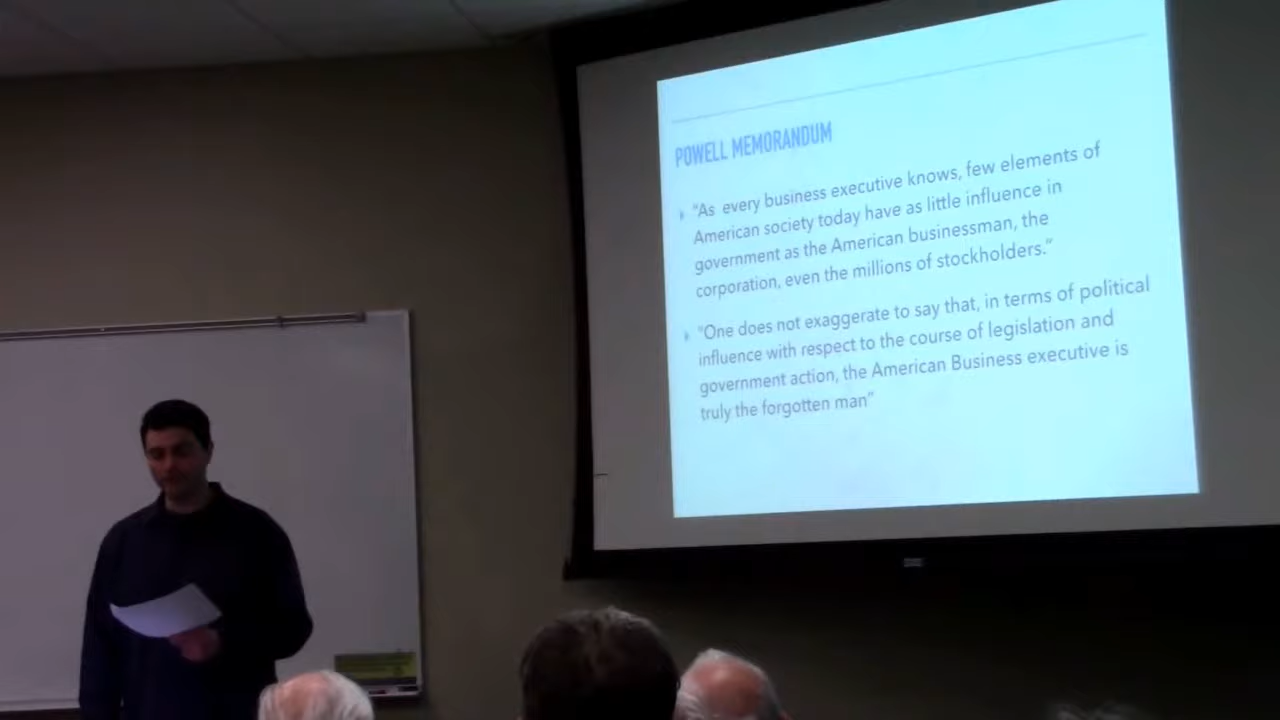 POWELL MEMORANDUM
"As every business executive knows, few elements of
American society today have as little influence in
government as the American businessman, the
corporation, even the millions of stockholders."
"One does not exaggerate to say that, in terms of political
influence with respect to the course of legislation and
government action, the American Business executive is
truly the forgotten man"